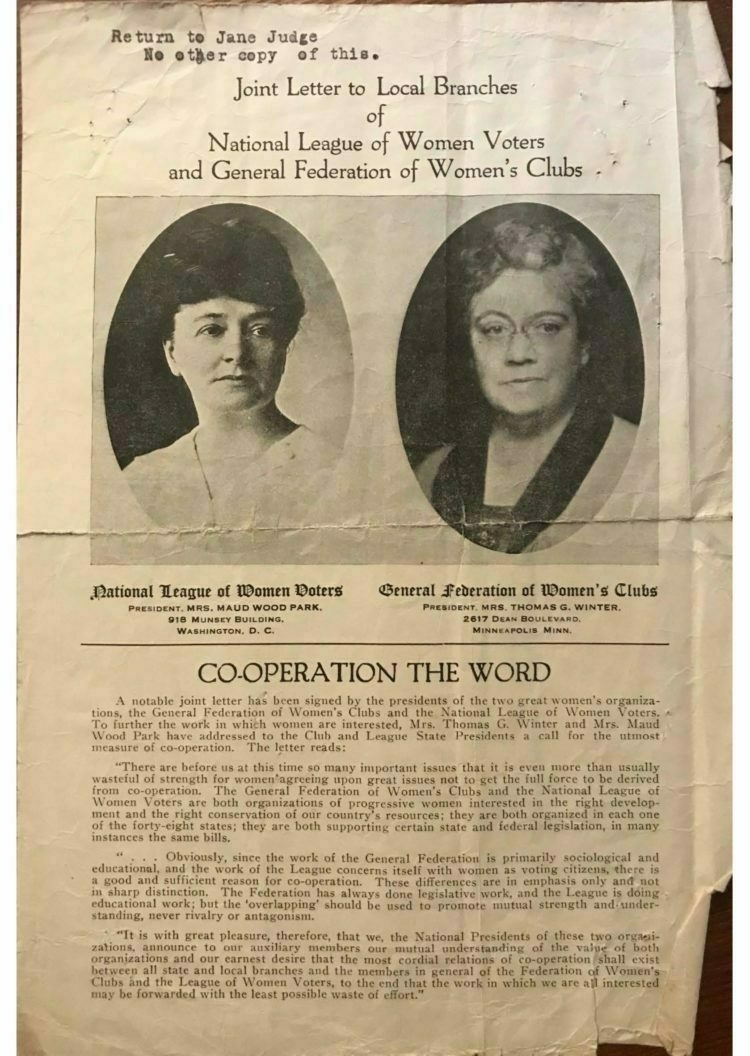 Return to Jane Judge
No other copy of this.
Joint Letter to Local Branches
of
National League of Women Voters
and General Federation of Women's Clubs
National League of Women Voters
PRESIDENT, MRS. MAUD WOOD PARK,
918 MUNSEY BUILDING,
WASHINGTON, D. C.
General Federation of Women's Clubs
PRESIDENT, MRS. THOMAS G. WINTER,
2617 DEAN BOULEVARD,
MINNEAPOLIS MINN.
CO-OPERATION THE WORD
A notable joint letter has been signed by the presidents of the two great women's organiza-
tions, the General Federation of Women's Clubs and the National League of Women Voters.
To further the work in which women are interested, Mrs. Thomas G. Winter and Mrs. Maud
Wood Park have addressed to the Club and League State Presidents a call for the utmost
measure of co-operation. The letter reads:
"There are before us at this time so many important issues that it is even more than usually
wasteful of strength for women agreeing upon great issues not to get the full force to be derived
from co-operation. The General Federation of Women's Clubs and the National League of
Women Voters are both organizations of progressive women interested in the right develop-
ment and the right conservation of our country's resources; they are both organized in each one
of the forty-eight states; they are both supporting certain state and federal legislation, in many
instances the same bills.
" . . . Obviously, since the work of the General Federation is primarily sociological and
educational, and the work of the League concerns itself with women as voting citizens, there is
a good and sufficient reason for co-operation. These differences are in emphasis only and not
in sharp distinction. The Federation has always done legislative work, and the League is doing
educational work; but the 'overlapping' should be used to promote mutual strength and under-
standing, never rivalry or antagonism.
"It is with great pleasure, therefore, that we, the National Presidents of these two organi-
zations, announce to our auxiliary members our mutual understanding of the value of both
organizations and our earnest desire that the most cordial relations of co-operation shall exist
between all state and local branches and the members in general of the Federation of Women's
Clubs and the League of Women Voters, to the end that the work in which we are all interested
may be forwarded with the least possible waste of effort."